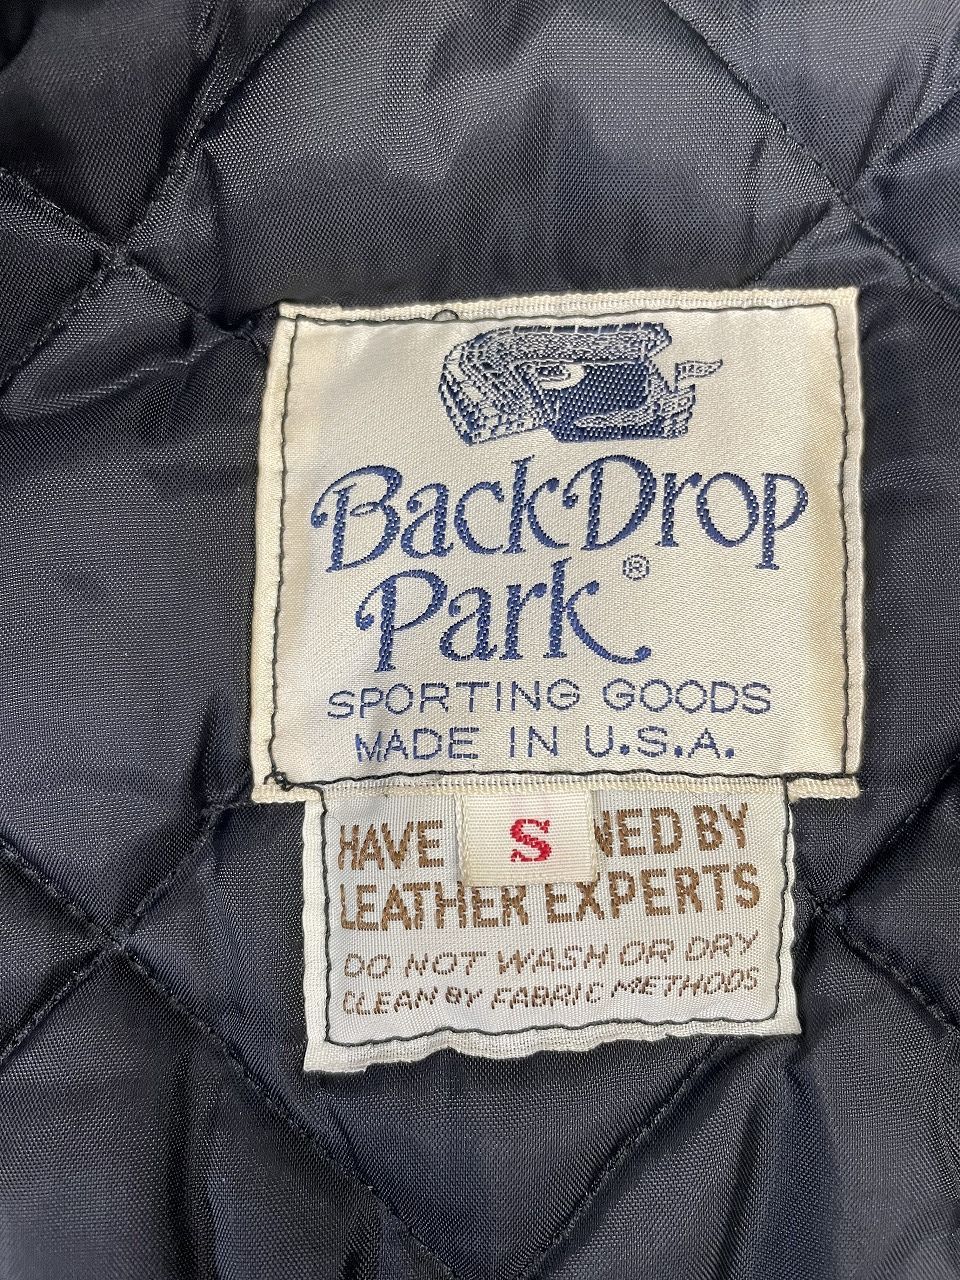 BackDrop
Park®
SPORTING GOODS
MADE IN U.S.A.
S
HAVE NED BY
LEATHER EXPERTS
DO NOT WASH OR DRY
CLEAN BY FABRIC METHODS